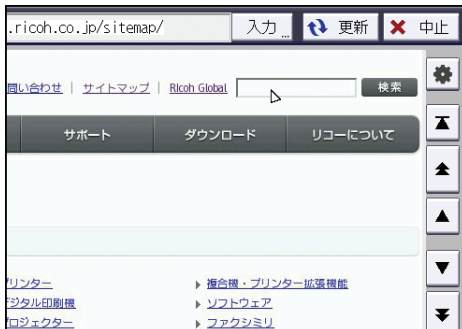 .ricoh.co.jp/sitemap/ 入力 ... 更新 中止
問い合わせ | サイトマップ | Ricoh Global 検索
サポート ダウンロード リコーについて
プリンター 複合機・プリンター拡張機能
デジタル印刷機 ソフトウェア
プロジェクター ファクシミリ